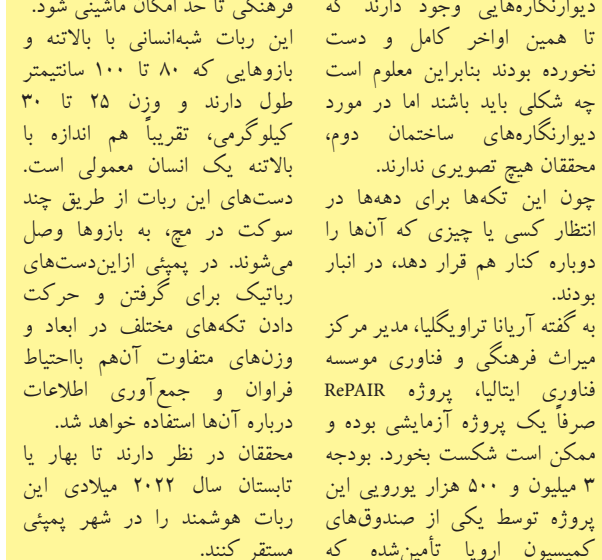 دیوارنگاره‌هایی وجود دارند که
تا همین اواخر کامل و دست
نخورده بودند بنابراین معلوم است
چه شکلی باید باشند اما در مورد
دیوارنگاره‌های ساختمان دوم،
محققان هیچ تصویری ندارند.
چون این تکه‌ها برای دهه‌ها در
انتظار کسی یا چیزی که آن‌ها را
دوباره کنار هم قرار دهد، در انبار
بودند.
به گفته آریانا تراویگلیا، مدیر مرکز
میراث فرهنگی و فناوری موسسه
فناوری ایتالیا، پروژه RePAIR
صرفاً یک پروژه آزمایشی بوده و
ممکن است شکست بخورد. بودجه
۳ میلیون و ۵۰۰ هزار یورویی این
پروژه توسط یکی از صندوق‌های
کمیسیون اروپا تأمین‌شده که
فرهنگی تا حد امکان ماشینی شود.
این ربات شبه‌انسانی با بالاتنه و
بازوهایی که ۸۰ تا ۱۰۰ سانتیمتر
طول دارند و وزن ۲۵ تا ۳۰
کیلوگرمی، تقریباً هم اندازه با
بالاتنه یک انسان معمولی است.
دست‌های این ربات از طریق چند
سوکت در مچ، به بازوها وصل
می‌شوند. در پمپئی ازاین‌دست‌های
رباتیک برای گرفتن و حرکت
دادن تکه‌های مختلف در ابعاد و
وزن‌های متفاوت آن‌هم بااحتیاط
فراوان و جمع‌آوری اطلاعات
درباره آن‌ها استفاده خواهد شد.
محققان در نظر دارند تا بهار یا
تابستان سال ۲۰۲۲ میلادی این
ربات هوشمند را در شهر پمپئی
مستقر کنند.